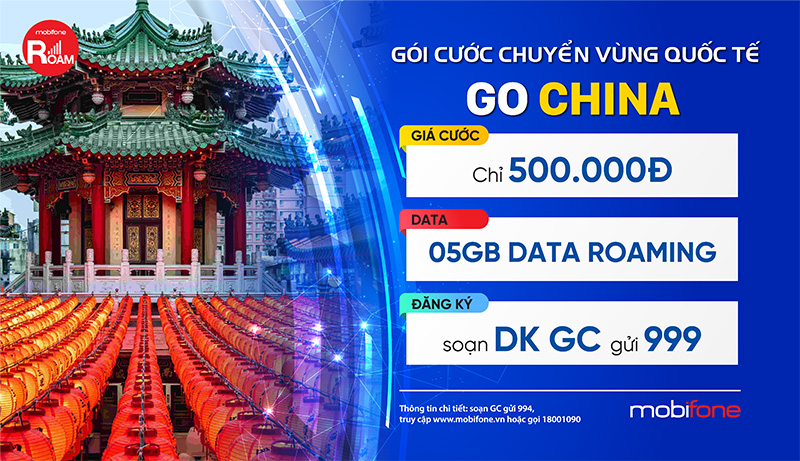 mobifone
ROAM
GÓI CƯỚC CHUYỂN VÙNG QUỐC TẾ
GO CHINA
GIÁ CƯỚC
Chỉ 500.000Đ
DATA
05GB DATA ROAMING
ĐĂNG KÝ
soạn DK GC gửi 999
Thông tin chi tiết: soạn GC gửi 994,
truy cập www.mobifone.vn hoặc gọi 18001090
mobifone